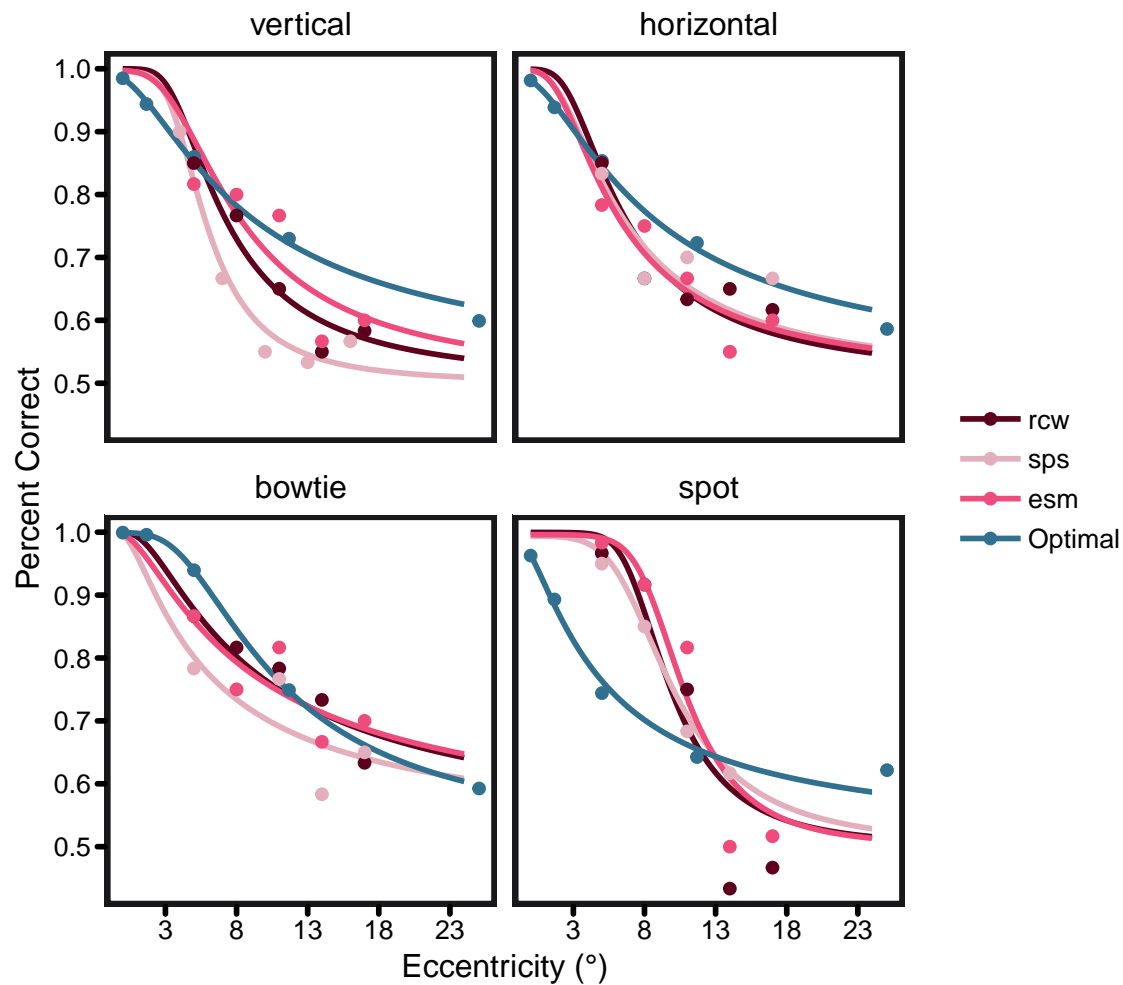 vertical
horizontal
1.0
0.9
0.8
0.7
0.6
0.5
bowtie
spot
1.0
0.9
0.8
0.7
0.6
0.5
Percent Correct
3 8 13 18 23
3 8 13 18 23
Eccentricity (°)
rcw
sps
esm
Optimal